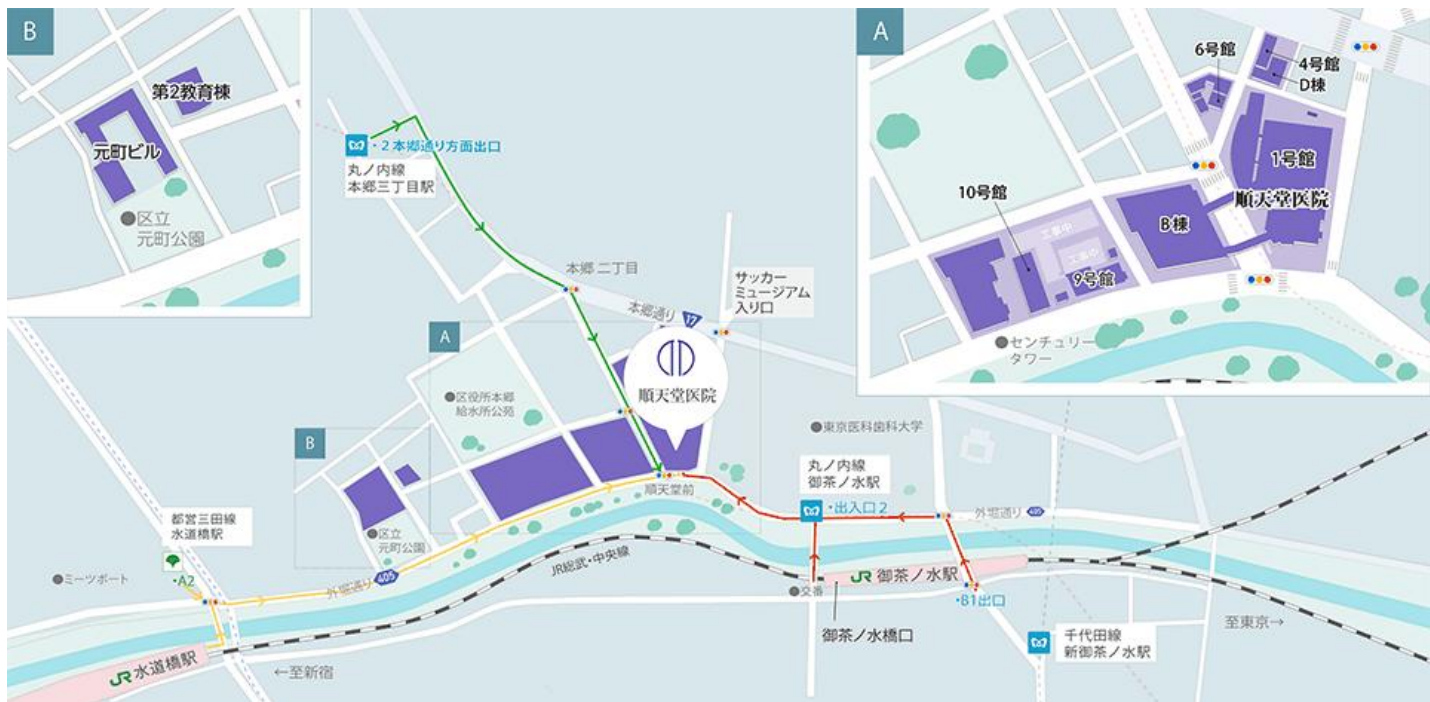 B
第2教育棟
元町ビル
●区立
元町公園
・2 本郷通り方面出口
丸ノ内線
本郷三丁目駅
本郷 二丁目
本郷通り
17
サッカー
ミュージアム
入り口
A
6号館
4号館
D棟
1号館
順天堂医院
10号館
B棟
工事中
工事中
9号館
●センチュリー
タワー
A
順天堂医院
●区役所本郷
給水所公苑
B
●東京医科歯科大学
丸ノ内線
御茶ノ水駅
・出入口2
順天堂前
外堀通り
405
都営三田線
水道橋駅
・A2
●ミーツポート
●区立
元町公園
外堀通り
405
JR総武・中央線
JR 御茶ノ水駅
●交番
・B1出口
御茶ノ水橋口
千代田線
新御茶ノ水駅
至東京→
JR 水道橋駅
←至新宿